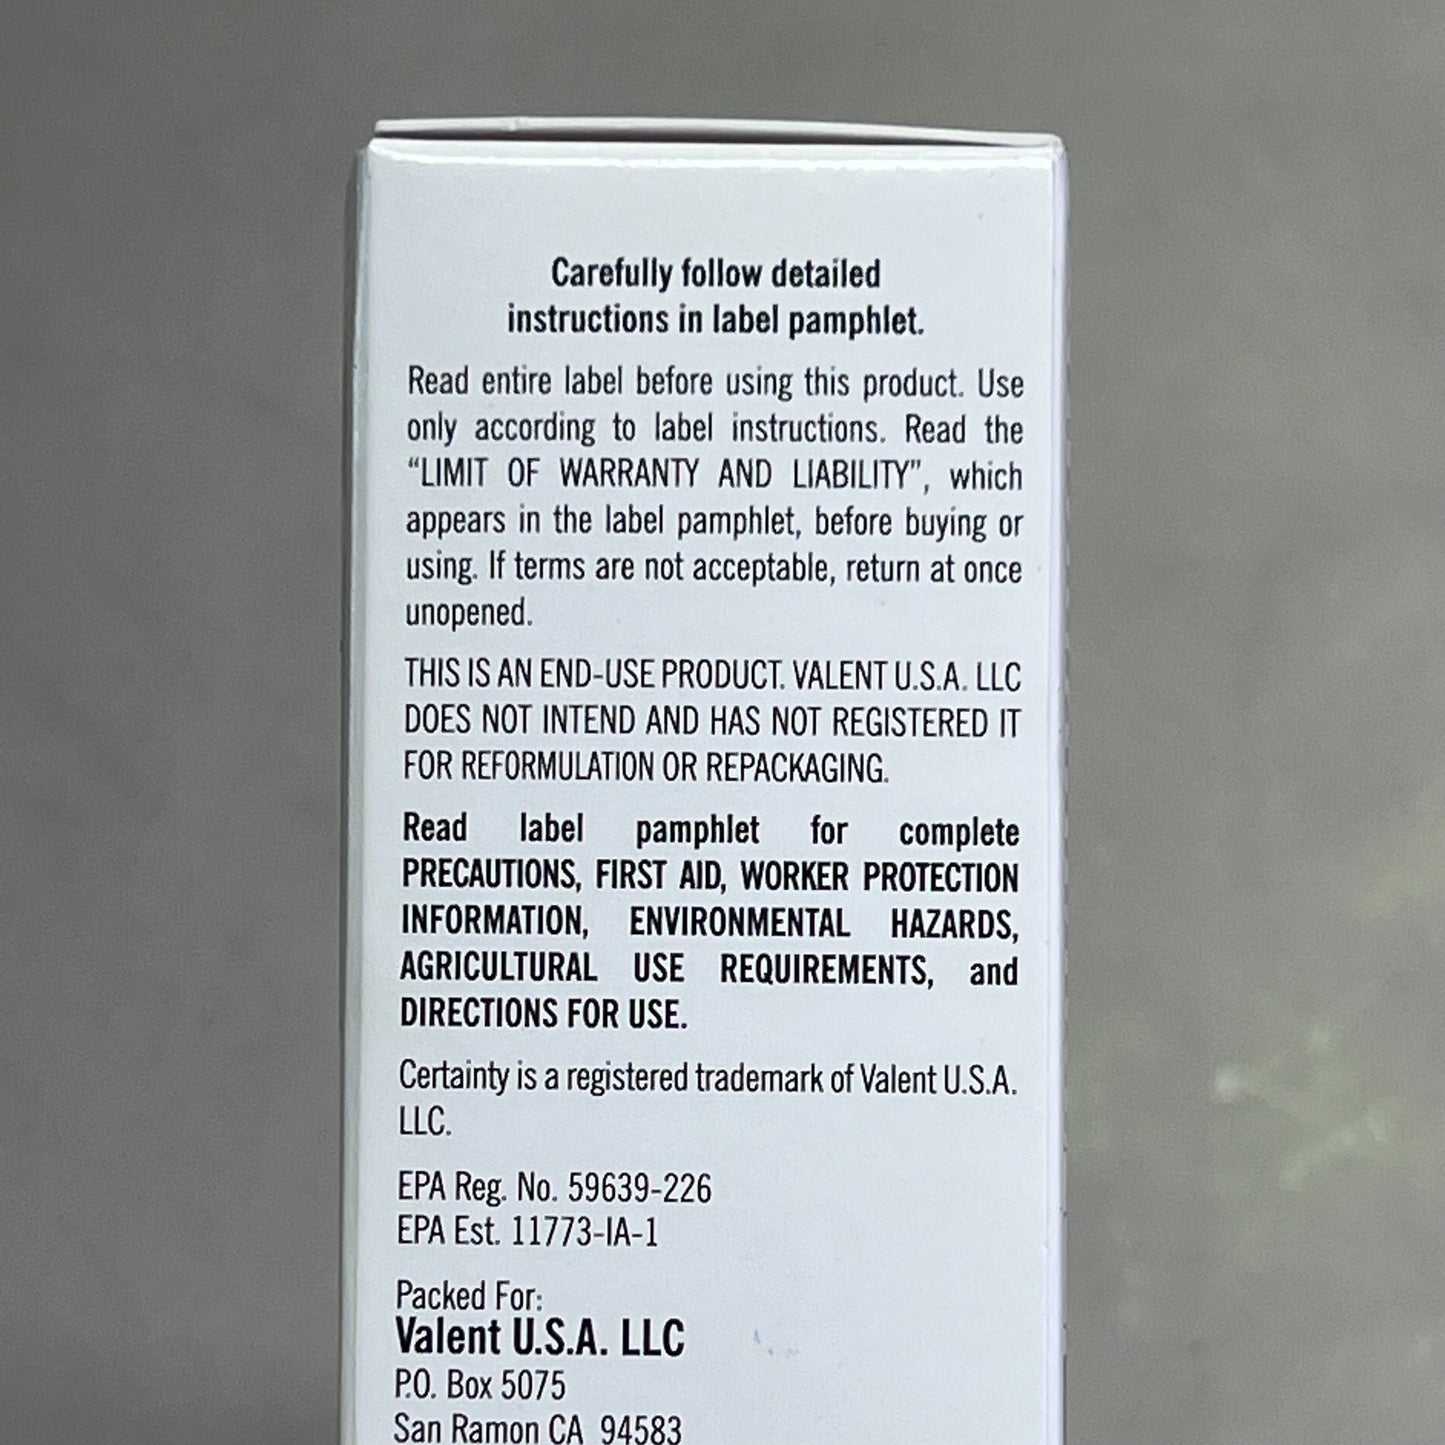 Carefully follow detailed
instructions in label pamphlet.
Read entire label before using this product. Use
only according to label instructions. Read the
“LIMIT OF WARRANTY AND LIABILITY”, which
appears in the label pamphlet, before buying or
using. If terms are not acceptable, return at once
unopened.
THIS IS AN END-USE PRODUCT. VALENT U.S.A. LLC
DOES NOT INTEND AND HAS NOT REGISTERED IT
FOR REFORMULATION OR REPACKAGING.
Read label pamphlet for complete
PRECAUTIONS, FIRST AID, WORKER PROTECTION
INFORMATION, ENVIRONMENTAL HAZARDS,
AGRICULTURAL USE REQUIREMENTS, and
DIRECTIONS FOR USE.
Certainty is a registered trademark of Valent U.S.A.
LLC.
EPA Reg. No. 59639-226
EPA Est. 11773-IA-1
Packed For:
Valent U.S.A. LLC
P.O. Box 5075
San Ramon CA 94583